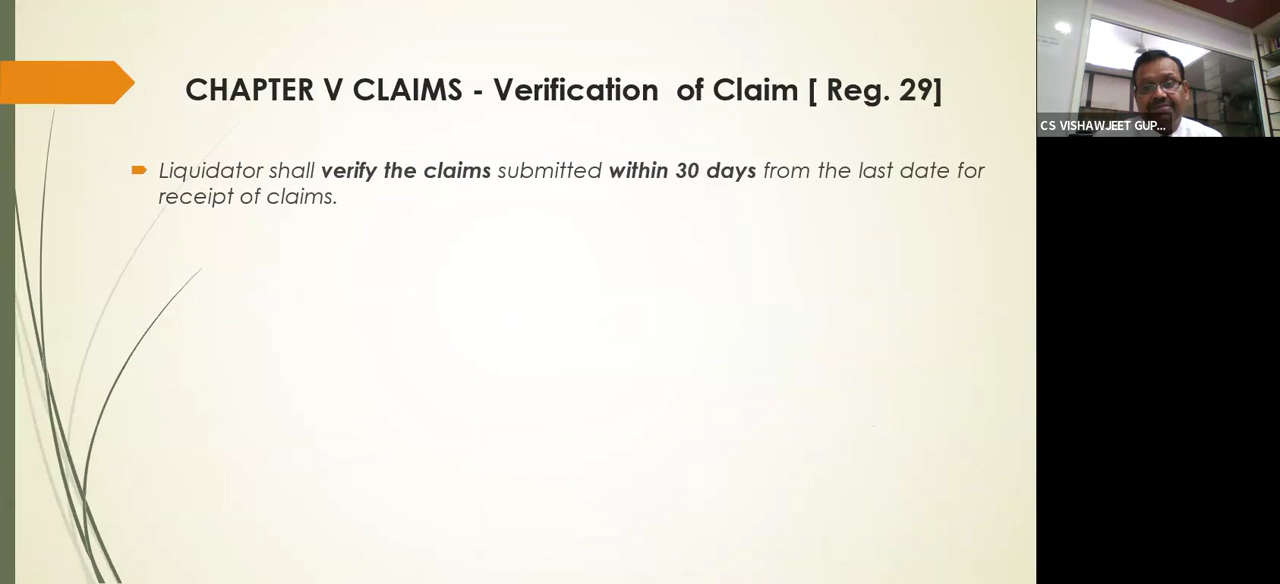 CHAPTER V CLAIMS - Verification  of Claim [ Reg. 29]
Liquidator shall verify the claims submitted within 30 days from the last date for
receipt of claims.
CS VISHAWJEET GUP...